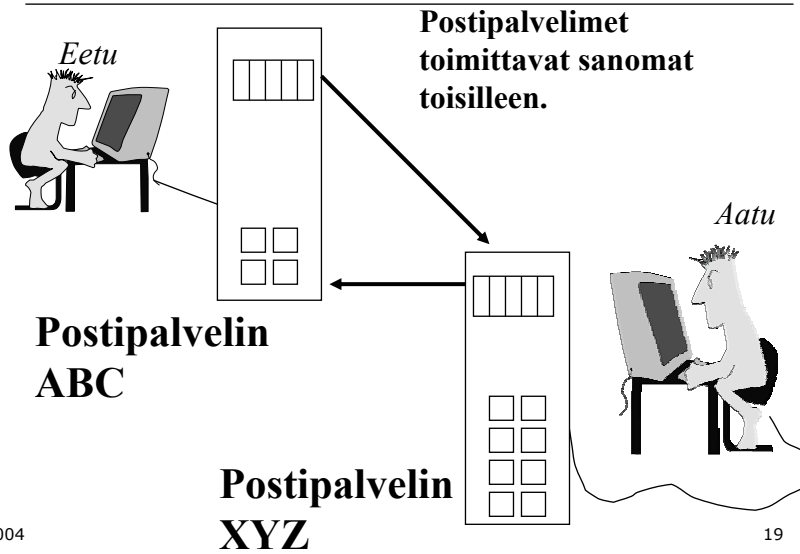 Postipalvelimet
toimittavat sanomat
toisilleen.
Eetu
Aatu
Postipalvelin
ABC
Postipalvelin
XYZ
004
19